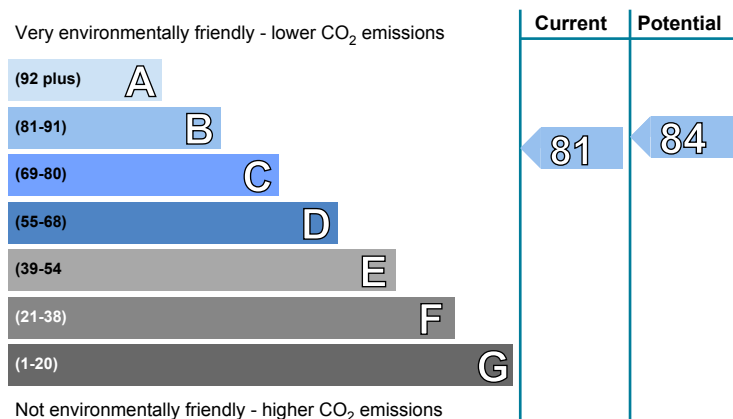 Very environmentally friendly - lower CO2 emissions
Current
Potential
(92 plus) A
(81-91) B
(69-80) C
(55-68) D
(39-54 E
(21-38) F
(1-20) G
81
84
Not environmentally friendly - higher CO2 emissions